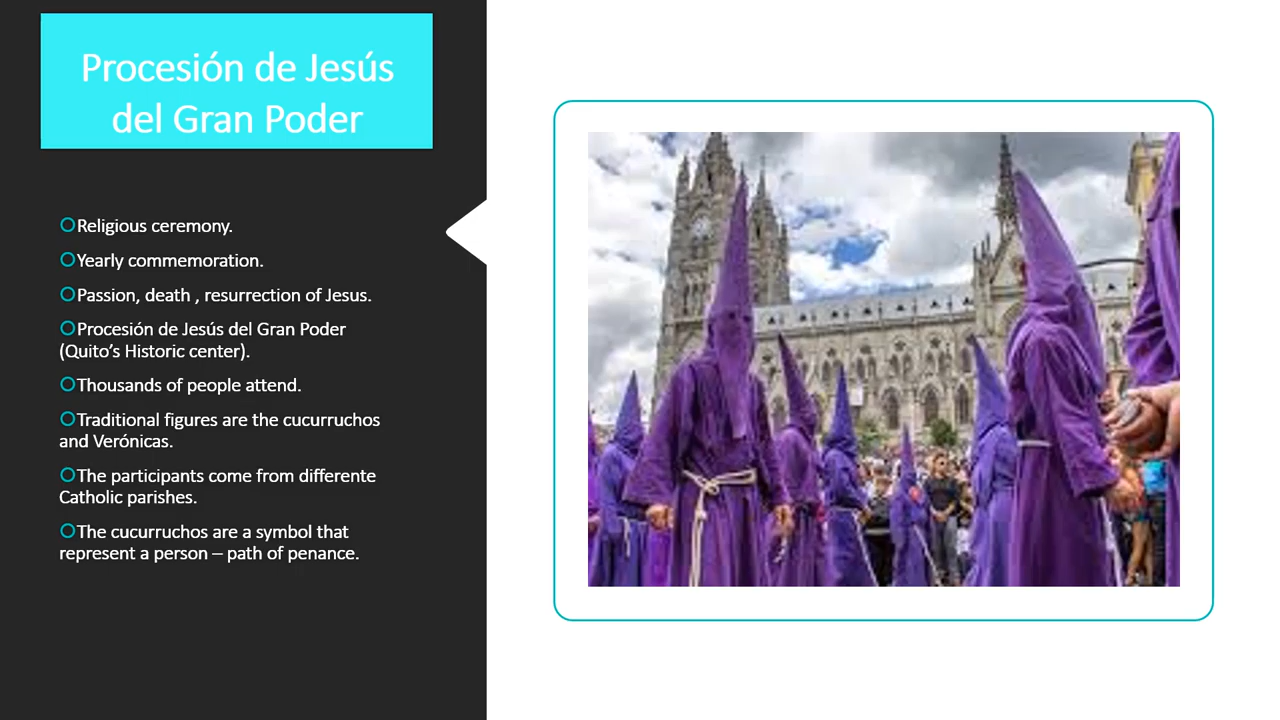 Procesión de Jesús
del Gran Poder
Religious ceremony.
Yearly commemoration.
Passion, death , resurrection of Jesus.
Procesión de Jesús del Gran Poder
(Quito’s Historic center).
Thousands of people attend.
Traditional figures are the cucurruchos
and Verónicas.
The participants come from differente
Catholic parishes.
The cucurruchos are a symbol that
represent a person – path of penance.